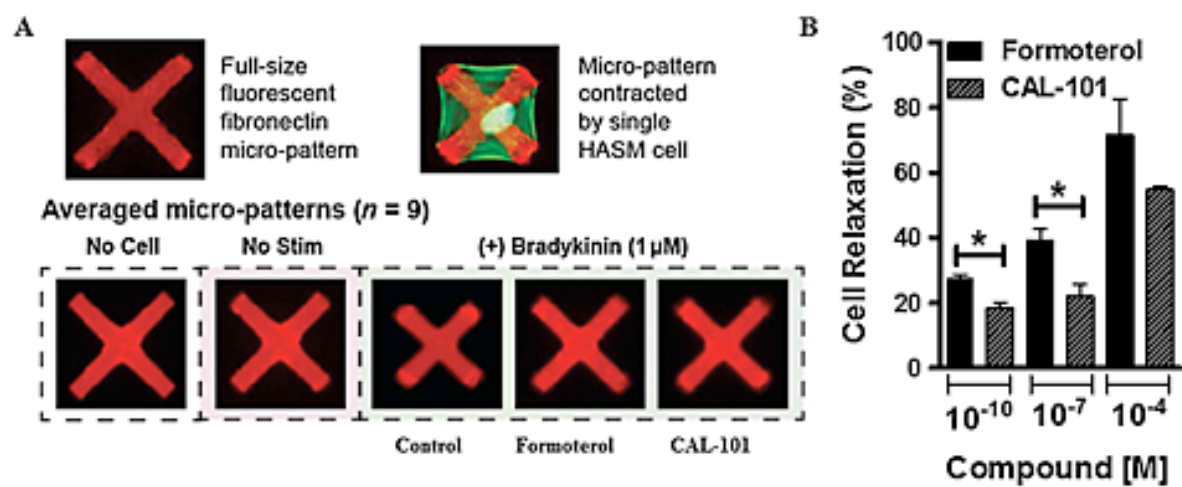 A
Full-size
fluorescent
fibronectin
micro-pattern
Micro-pattern
contracted
by single
HASM cell
Averaged micro-patterns (n = 9)
No Cell
No Stim
(+) Bradykinin (1 µM)
Control
Formoterol
CAL-101
B
Formoterol
CAL-101
Cell Relaxation (%)
100
80
60
40
20
0
*
*
10⁻¹⁰
10⁻⁷
10⁻⁴
Compound [M]